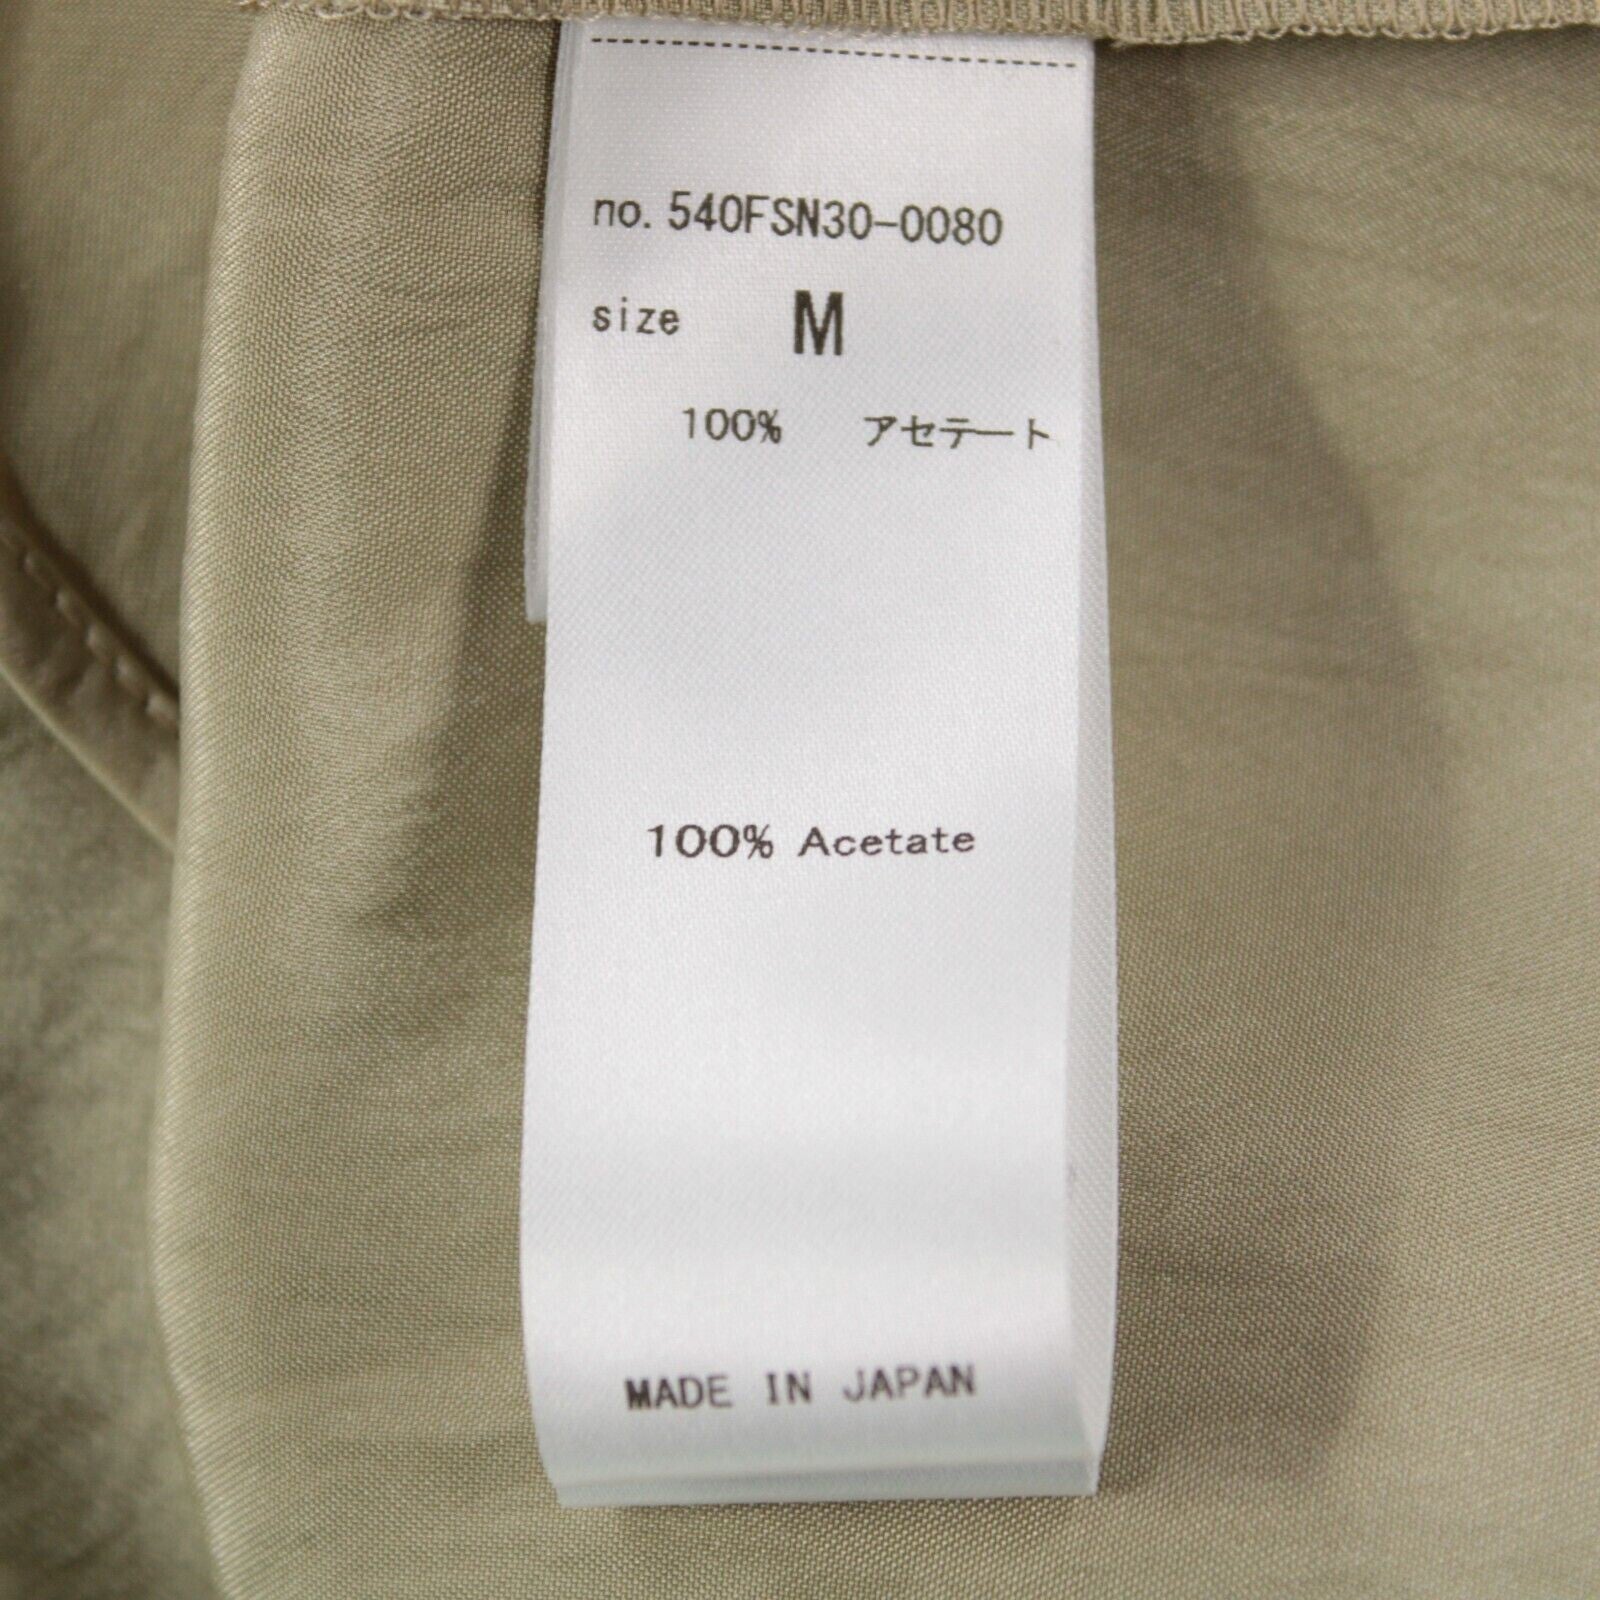 no. 540FSN30-0080
size M
100% アセテート
100% Acetate
MADE IN JAPAN